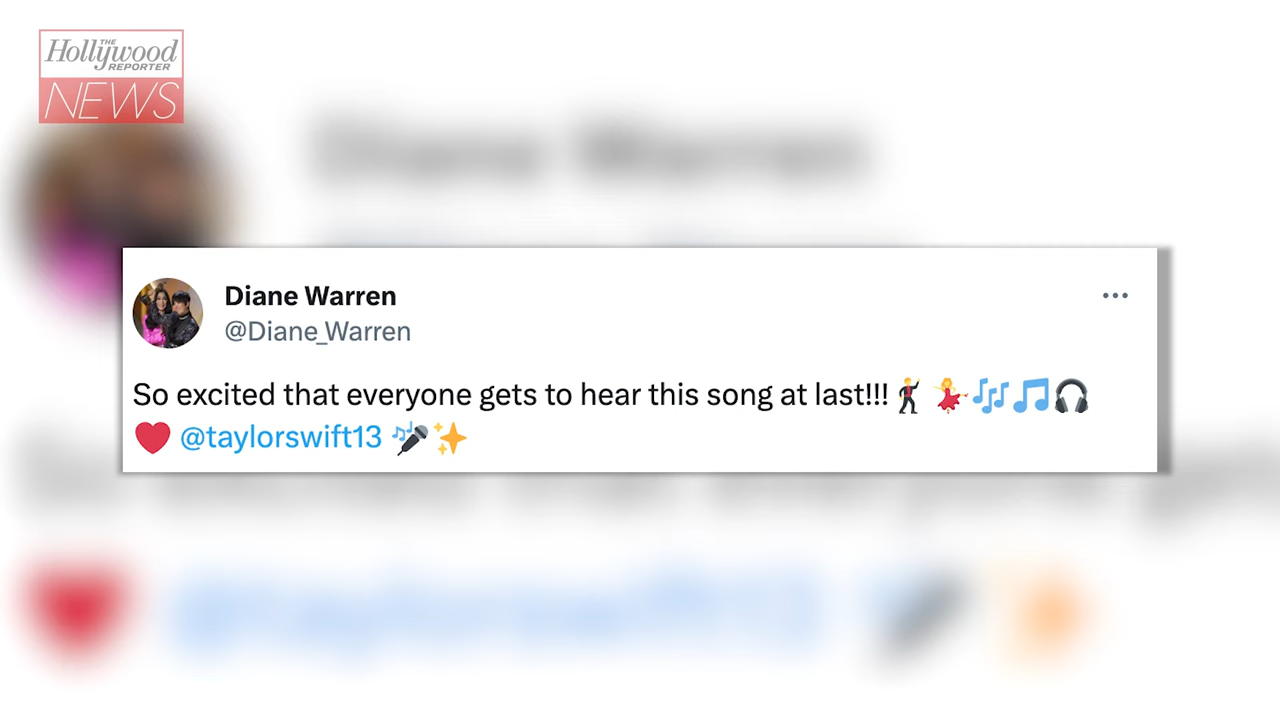 THE
Hollywood
REPORTER
NEWS
Diane Warren
@Diane_Warren
So excited that everyone gets to hear this song at last!!! 🕺 💃🎶🎵🎧
❤️ @taylorswift13 🎤✨